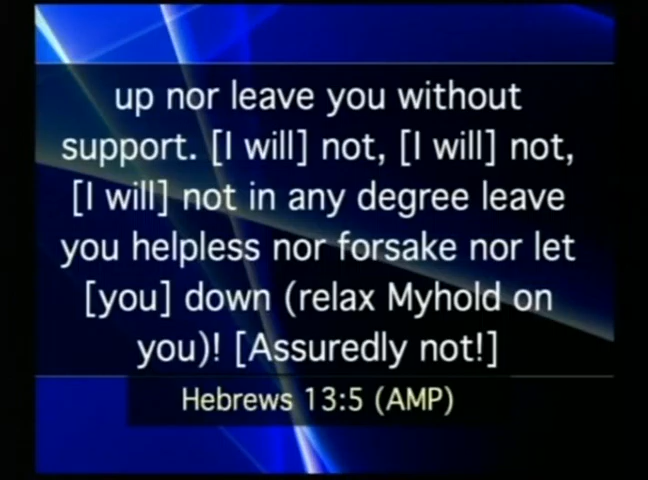 up nor leave you without
support. [I will] not, [I will] not,
[I will] not in any degree leave
you helpless nor forsake nor let
[you] down (relax Myhold on
you)! [Assuredly not!]
Hebrews 13:5 (AMP)